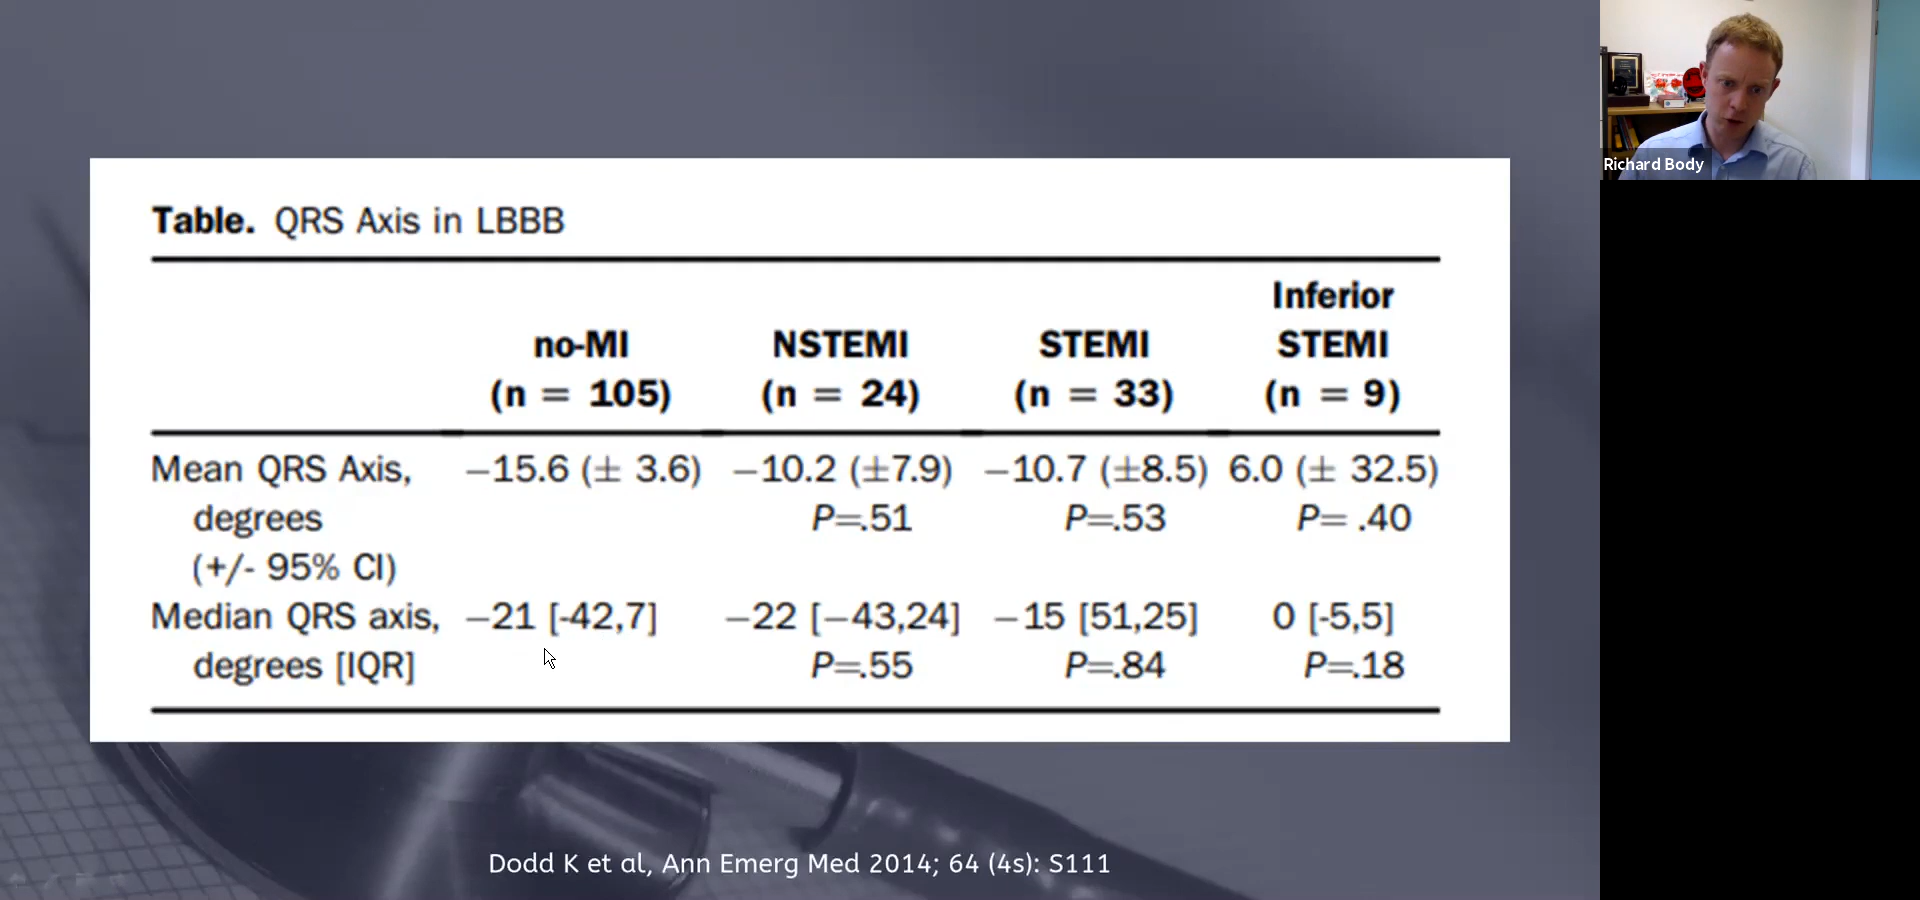 Richard Body
Table. QRS Axis in LBBB
no-MI (n = 105) NSTEMI (n = 24) STEMI (n = 33) Inferior STEMI (n = 9)
Mean QRS Axis, −15.6 (± 3.6) −10.2 (±7.9) −10.7 (±8.5) 6.0 (± 32.5)
degrees P=.51 P=.53 P= .40
(+/- 95% CI)
Median QRS axis, −21 [-42,7] −22 [−43,24] −15 [51,25] 0 [-5,5]
degrees [IQR] P=.55 P=.84 P=.18
Dodd K et al, Ann Emerg Med 2014; 64 (4s): S111